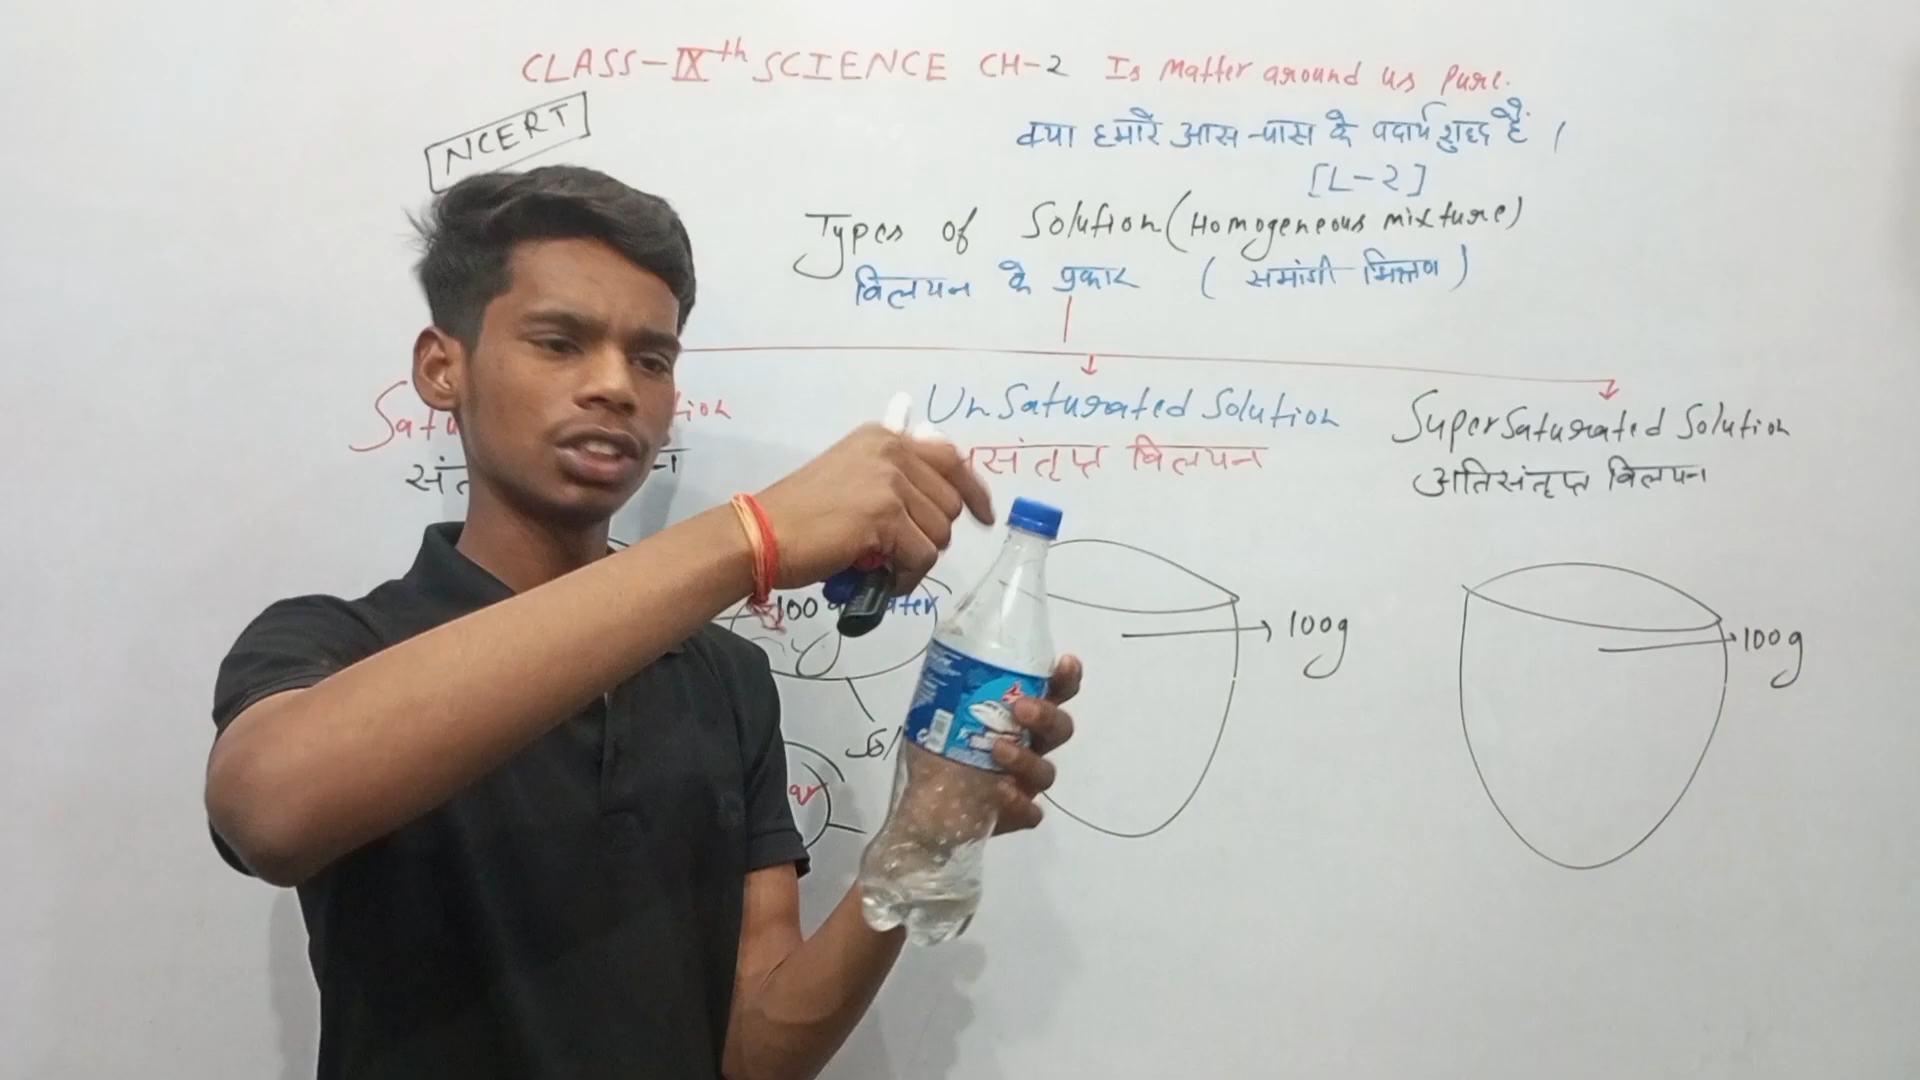 CLASS-IXth SCIENCE CH-2 Is Matter around us Pure.
NCERT
क्या हमारे आस-पास के पदार्थ शुद्ध हैं ।
[L-2]
Types of Solution (Homogeneous mixture)
विलयन के प्रकार ( समांगी मिश्रण )
UnSaturated Solution
SuperSaturated Solution
संतृप्त विलयन
अतिसंतृप्त विलयन
100g
100g
100